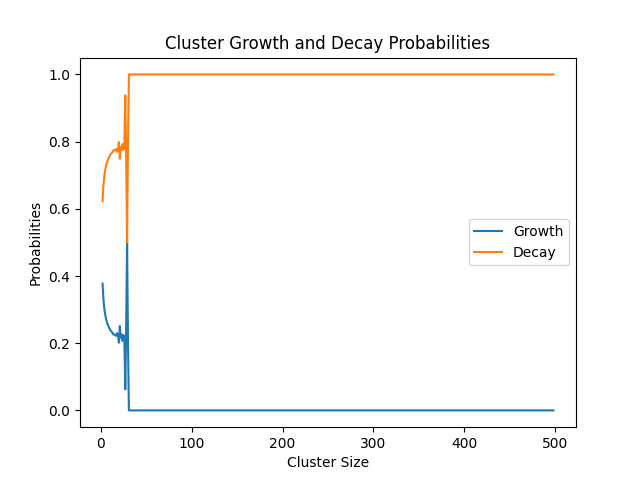 Cluster Growth and Decay Probabilities
1.0
0.8
0.6
0.4
0.2
0.0
Probabilities
Growth
Decay
0 100 200 300 400 500
Cluster Size